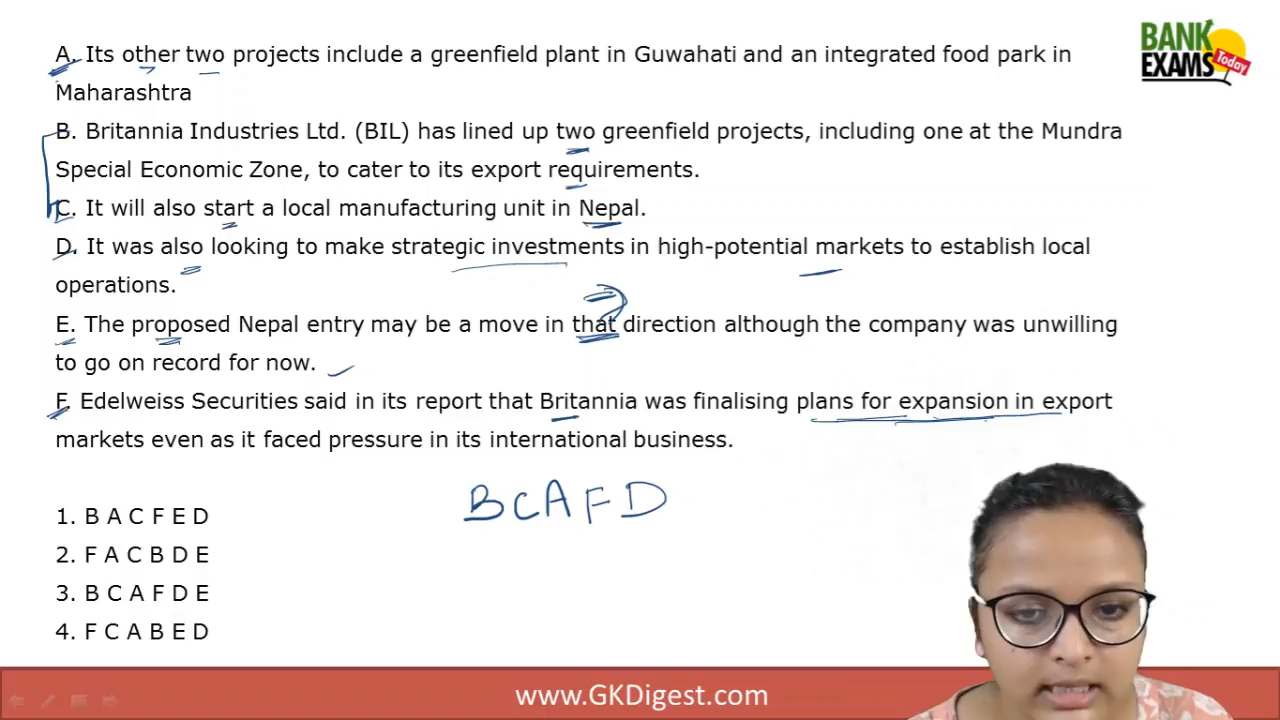 A. Its other two projects include a greenfield plant in Guwahati and an integrated food park in
Maharashtra
B. Britannia Industries Ltd. (BIL) has lined up two greenfield projects, including one at the Mundra
Special Economic Zone, to cater to its export requirements.
C. It will also start a local manufacturing unit in Nepal.
D. It was also looking to make strategic investments in high-potential markets to establish local
operations.
E. The proposed Nepal entry may be a move in that direction although the company was unwilling
to go on record for now.
F. Edelweiss Securities said in its report that Britannia was finalising plans for expansion in export
markets even as it faced pressure in its international business.
B C A F D
1. B A C F E D
2. F A C B D E
3. B C A F D E
4. F C A B E D
BANK
EXAMS
Today
www.GKDigest.com